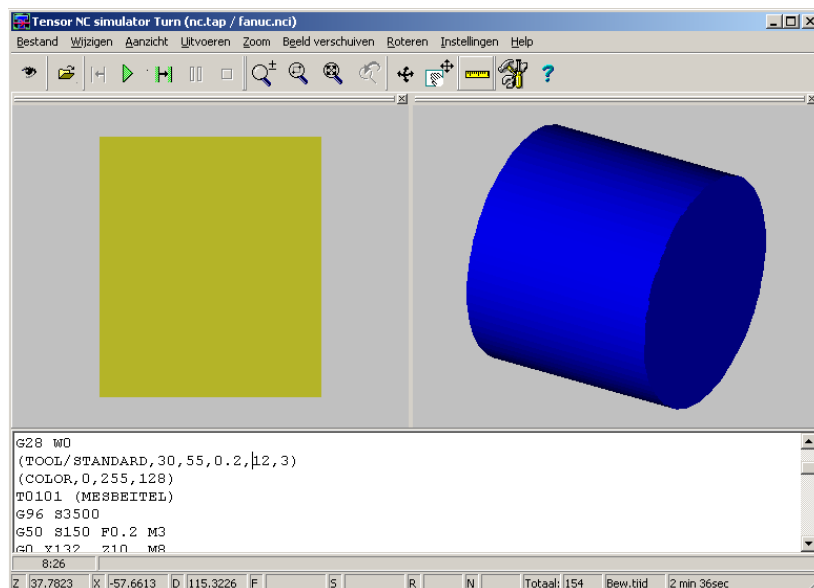 Tensor NC simulator Turn (nc.tap / fanuc.nci)
Bestand Wijzigen Aanzicht Uitvoeren Zoom Beeld verschuiven Roteren Instellingen Help
G28 W0
(TOOL/STANDARD,30,55,0.2,12,3)
(COLOR,0,255,128)
T0101 (MESBEITEL)
G96 S3500
G50 S150 F0.2 M3
G0 X132 Z10 M8
8:26
Z 37.7823 X -57.6613 D 115.3226 F S R N Totaal: 154 Bew.tijd 2 min 36sec